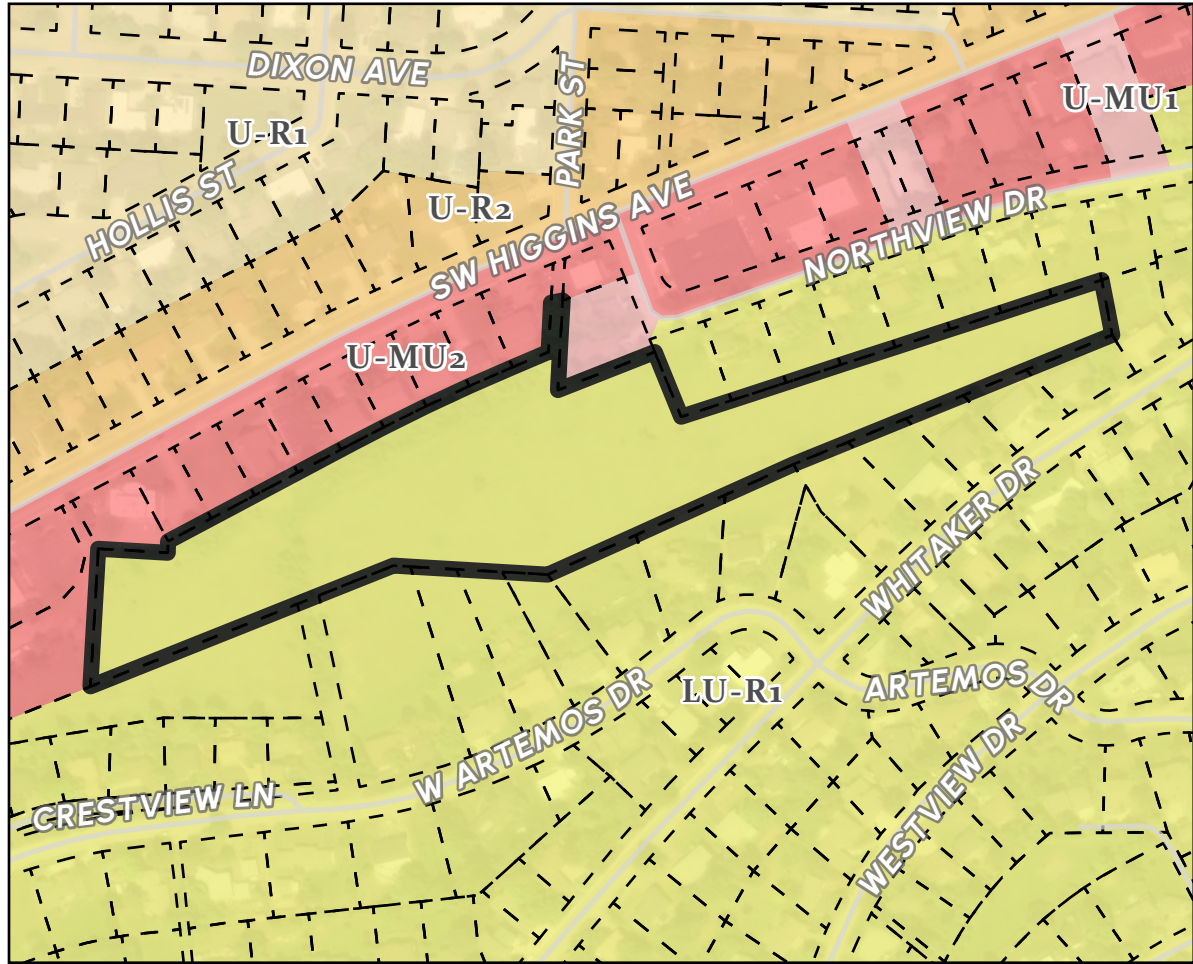 DIXON AVE
PARK ST
U-MU1
U-R1
HOLLIS ST
U-R2
SW HIGGINS AVE
NORTHVIEW DR
U-MU2
WHITAKER DR
LU-R1
ARTEMOS DR
W ARTEMOS DR
WESTVIEW DR
CRESTVIEW LN